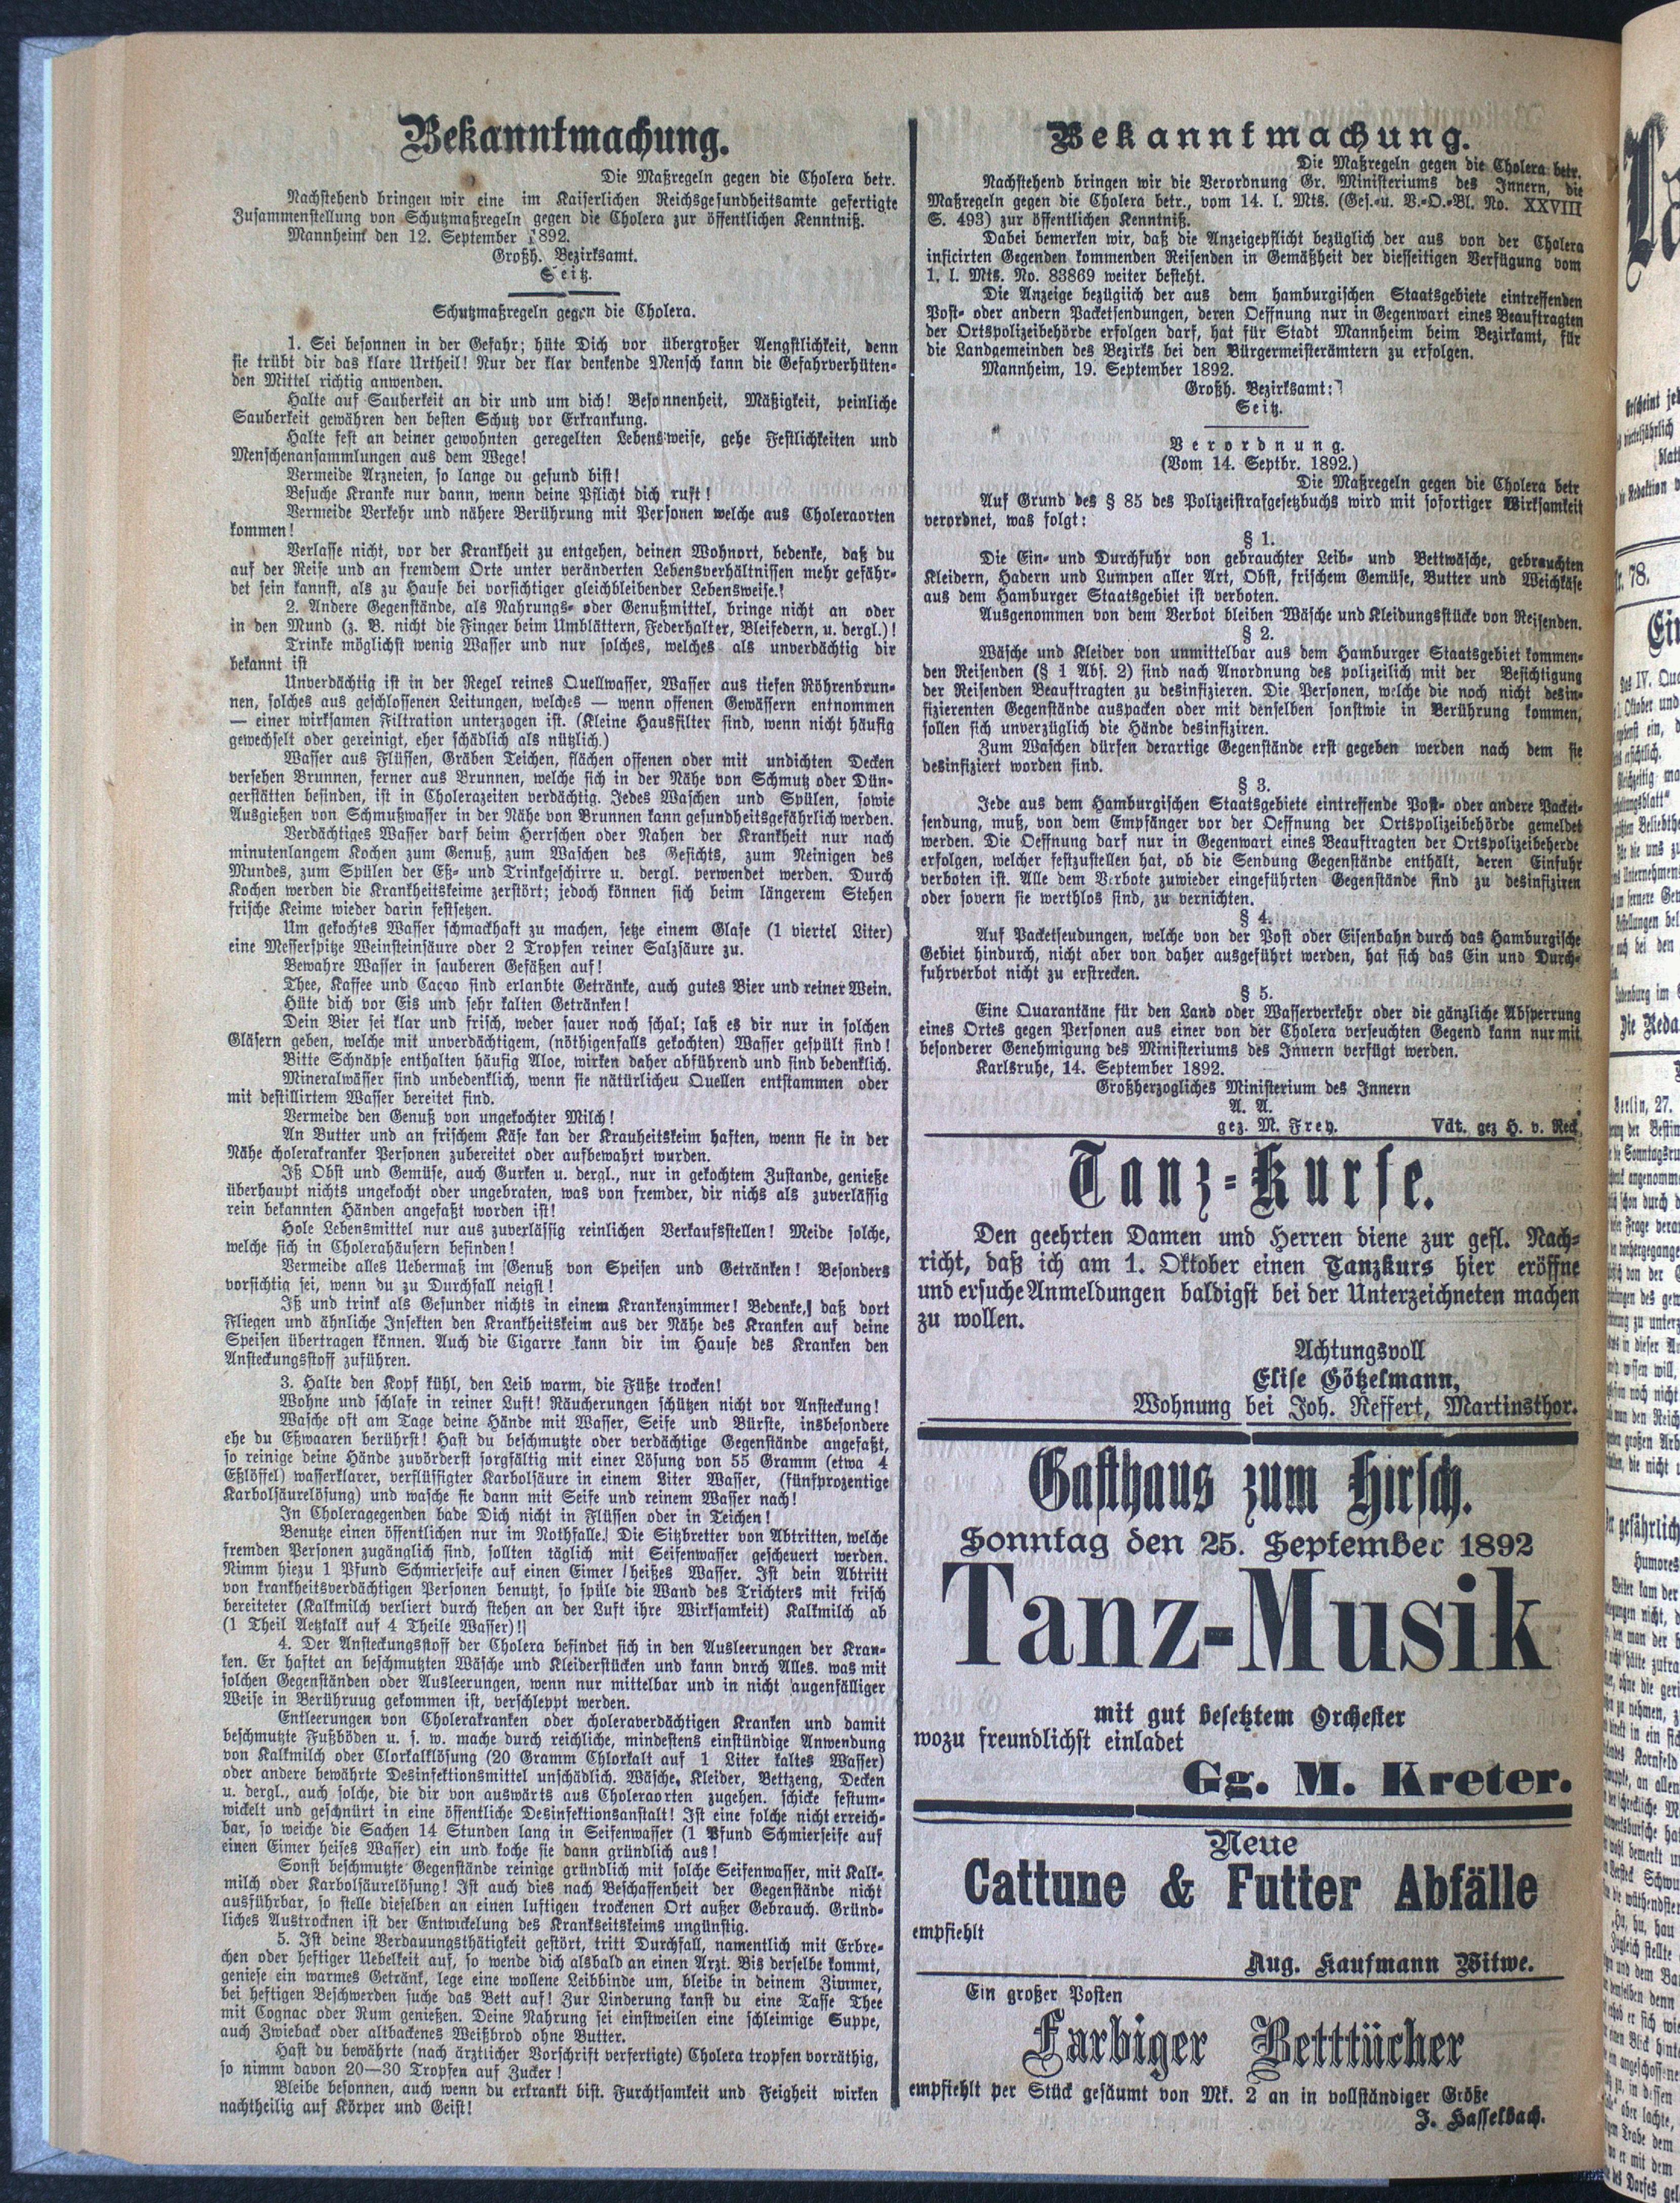 Bekanntmachung.
Die Maßregeln gegen die Cholera betr.
Nachstehend bringen wir eine im Kaiserlichen Reichsgesundheitsamte gefertigte
Zusammenstellung von Schutzmaßregeln gegen die Cholera zur öffentlichen Kenntniß.
Mannheim den 12. September 1892.
Großh. Bezirksamt.
Seitz.
Schutzmaßregeln gegen die Cholera.
1. Sei besonnen in der Gefahr; hüte Dich vor übergroßer Aengstlichkeit, denn
sie trübt dir das klare Urtheil! Nur der klar denkende Mensch kann die Gefahrverhüten-
den Mittel richtig anwenden.
Halte auf Sauberkeit an dir und um dich! Besonnenheit, Mäßigkeit, peinliche
Sauberkeit gewähren den besten Schutz vor Erkrankung.
Halte fest an deiner gewohnten geregelten Lebensweise, gehe Festlichkeiten und
Menschenansammlungen aus dem Wege!
Vermeide Arzneien, so lange du gesund bist!
Besuche Kranke nur dann, wenn deine Pflicht dich ruft!
Vermeide Verkehr und nähere Berührung mit Personen welche aus Choleraorten
kommen!
Verlasse nicht, vor der Krankheit zu entgehen, deinen Wohnort, bedenke, daß du
auf der Reise und an fremdem Orte unter veränderten Lebensverhältnissen mehr gefähr-
det sein kannst, als zu Hause bei vorsichtiger gleichbleibender Lebensweise.!
2. Andere Gegenstände, als Nahrungs- oder Genußmittel, bringe nicht an oder
in den Mund (z. B. nicht die Finger beim Umblättern, Federhalter, Bleifedern, u. dergl.)!
Trinke möglichst wenig Wasser und nur solches, welches als unverdächtig dir
bekannt ist
Unverdächtig ist in der Regel reines Quellwasser, Wasser aus tiefen Röhrenbrun-
nen, solches aus geschlossenen Leitungen, welches — wenn offenen Gewässern entnommen
— einer wirksamen Filtration unterzogen ist. (Kleine Hausfilter sind, wenn nicht häufig
gewechselt oder gereinigt, eher schädlich als nützlich.)
Wasser aus Flüssen, Gräben Teichen, flächen offenen oder mit undichten Decken
versehen Brunnen, ferner aus Brunnen, welche sich in der Nähe von Schmutz oder Dün-
gerstätten befinden, ist in Cholerazeiten verdächtig. Jedes Waschen und Spülen, sowie
Ausgießen von Schmutzwasser in der Nähe von Brunnen kann gesundheitsgefährlich werden.
Verdächtiges Wasser darf beim Herrschen oder Nahen der Krankheit nur nach
minutenlangem Kochen zum Genuß, zum Waschen des Gesichts, zum Reinigen des
Mundes, zum Spülen der Eß- und Trinkgeschirre u. dergl. verwendet werden. Durch
Kochen werden die Krankheitskeime zerstört; jedoch können sich beim längerem Stehen
frische Keime wieder darin festsetzen.
Um gekochtes Wasser schmackhaft zu machen, setze einem Glase (1 viertel Liter)
eine Messerspitze Weinsteinsäure oder 2 Tropfen reiner Salzsäure zu.
Bewahre Wasser in sauberen Gefäßen auf!
Thee, Kaffee und Cacao sind erlanbte Getränke, auch gutes Bier und reiner Wein.
Hüte dich vor Eis und sehr kalten Getränken!
Dein Bier sei klar und frisch, weder sauer noch schal; laß es dir nur in solchen
Gläsern geben, welche mit unverdächtigem, (nöthigenfalls gekochten) Wasser gespült sind!
Bitte Schnäpse enthalten häufig Aloe, wirken daher abführend und sind bedenklich.
Mineralwässer sind unbedenklich, wenn sie natürlicheu Quellen entstammen oder
mit destillirtem Wasser bereitet sind.
Vermeide den Genuß von ungekochter Milch!
An Butter und an frischem Käse kan der Krauheitskeim haften, wenn sie in der
Nähe cholerakranker Personen zubereitet oder aufbewahrt wurden.
Iß Obst und Gemüse, auch Gurken u. dergl., nur in gekochtem Zustande, genieße
überhaupt nichts ungekocht oder ungebraten, was von fremder, dir nichs als zuverlässig
rein bekannten Händen angefaßt worden ist!
Hole Lebensmittel nur aus zuverlässig reinlichen Verkaufsstellen! Meide solche,
welche sich in Cholerahäusern befinden!
Vermeide alles Uebermaß im Genuß von Speisen und Getränken! Besonders
vorsichtig sei, wenn du zu Durchfall neigst!
Iß und trink als Gesunder nichts in einem Krankenzimmer! Bedenke, daß dort
Fliegen und ähnliche Insekten den Krankheitskeim aus der Nähe des Kranken auf deine
Speisen übertragen können. Auch die Cigarre kann dir im Hause des Kranken den
Ansteckungsstoff zuführen.
3. Halte den Kopf kühl, den Leib warm, die Füße trocken!
Wohne und schlafe in reiner Luft! Räucherungen schützen nicht vor Ansteckung!
Wasche oft am Tage deine Hände mit Wasser, Seife und Bürste, insbesondere
ehe du Eßwaaren berührst! Hast du beschmutzte oder verdächtige Gegenstände angefaßt,
so reinige deine Hände zuvörderst sorgfältig mit einer Lösung von 55 Gramm (etwa 4
Eßlöffel) wasserklarer, verflüssigter Karbolsäure in einem Liter Wasser, (fünfprozentige
Karbolsäurelösung) und wasche sie dann mit Seife und reinem Wasser nach!
In Choleragegenden bade Dich nicht in Flüssen oder in Teichen!
Benutze einen öffentlichen nur im Nothfalle! Die Sitzbretter von Abtritten, welche
fremden Personen zugänglich sind, sollten täglich mit Seifenwasser gescheuert werden.
Nimm hiezu 1 Pfund Schmierseife auf einen Eimer heißes Wasser. Ist dein Abtritt
von krankheitsverdächtigen Personen benutzt, so spüle die Wand des Trichters mit frisch
bereiteter (Kalkmilch verliert durch stehen an der Luft ihre Wirksamkeit) Kalkmilch ab
(1 Theil Aetzkalk auf 4 Theile Wasser)!
4. Der Ansteckungsstoff der Cholera befindet sich in den Ausleerungen der Kran-
ken. Er haftet an beschmutzten Wäsche und Kleiderstücken und kann dnrch Alles. was mit
solchen Gegenständen oder Ausleerungen, wenn nur mittelbar und in nicht augenfälliger
Weise in Berühruug gekommen ist, verschleppt werden.
Entleerungen von Cholerakranken oder choleraverdächtigen Kranken und damit
beschmutzte Fußböden u. s. w. mache durch reichliche, mindestens einstündige Anwendung
von Kalkmilch oder Clorkalklösung (20 Gramm Chlorkalt auf 1 Liter kaltes Wasser)
oder andere bewährte Desinfektionsmittel unschädlich. Wäsche, Kleider, Bettzeng, Decken
u. dergl., auch solche, die dir von auswärts aus Choleraorten zugehen. schicke festum-
wickelt und geschnürt in eine öffentliche Desinfektionsanstalt! Ist eine solche nicht erreich-
bar, so weiche die Sachen 14 Stunden lang in Seifenwasser (1 Pfund Schmierseife auf
einen Eimer heises Wasser) ein und koche sie dann gründlich aus!
Sonst beschmutzte Gegenstände reinige gründlich mit solche Seifenwasser, mit Kalk-
milch oder Karbolsäurelösung! Ist auch dies nach Beschaffenheit der Gegenstände nicht
ausführbar, so stelle dieselben an einen luftigen trockenen Ort außer Gebrauch. Gründ-
liches Austrocknen ist der Entwickelung des Krankseitskeims ungünstig.
5. Ist deine Verdauungsthätigkeit gestört, tritt Durchfall, namentlich mit Erbre-
chen oder heftiger Uebelkeit auf, so wende dich alsbald an einen Arzt. Bis derselbe kommt,
geniese ein warmes Getränk, lege eine wollene Leibbinde um, bleibe in deinem Zimmer,
bei heftigen Beschwerden suche das Bett auf! Zur Linderung kanst du eine Tasse Thee
mit Cognac oder Rum genießen. Deine Nahrung sei einstweilen eine schleimige Suppe,
auch Zwieback oder altbackenes Weißbrod ohne Butter.
Hast du bewährte (nach ärztlicher Vorschrift verfertigte) Cholera tropfen vorräthig,
so nimm davon 20—30 Tropfen auf Zucker!
Bleibe besonnen, auch wenn du erkrankt bist. Furchtsamkeit und Feigheit wirken
nachtheilig auf Körper und Geist!
Bekanntmachung.
Die Maßregeln gegen die Cholera betr.
Nachstehend bringen wir die Verordnung Gr. Ministeriums des Innern, die
Maßregeln gegen die Cholera betr., vom 14. l. Mts. (Ges.-u. V.-O.-Bl. No. XXVIII
S. 493) zur öffentlichen Kenntniß.
Dabei bemerken wir, daß die Anzeigepflicht bezüglich der aus von der Cholera
inficirten Gegenden kommenden Reisenden in Gemäßheit der diesseitigen Verfügung vom
1. l. Mts. No. 83869 weiter besteht.
Die Anzeige bezügiich der aus dem hamburgischen Staatsgebiete eintreffenden
Post- oder andern Packetsendungen, deren Oeffnung nur in Gegenwart eines Beauftragten
der Ortspolizeibehörde erfolgen darf, hat für Stadt Mannheim beim Bezirkamt, für
die Landgemeinden des Bezirks bei den Bürgermeisterämtern zu erfolgen.
Mannheim, 19. September 1892.
Großh. Bezirksamt:
Seitz.
Verordnung.
(Vom 14. Septbr. 1892.)
Die Maßregeln gegen die Cholera betr
Auf Grund des § 85 des Polizeistrafgesetzbuchs wird mit sofortiger Wirksamkeit
verordnet, was folgt:
§ 1.
Die Ein- und Durchfuhr von gebrauchter Leib- und Bettwäsche, gebrauchten
Kleidern, Hadern und Lumpen aller Art, Obst, frischem Gemüse, Butter und Weichkäse
aus dem Hamburger Staatsgebiet ist verboten.
Ausgenommen von dem Verbot bleiben Wäsche und Kleidungsstücke von Reisenden.
§ 2.
Wäsche und Kleider von unmittelbar aus dem Hamburger Staatsgebiet kommen-
den Reisenden (§ 1 Abs. 2) sind nach Anordnung des polizeilich mit der Besichtigung
der Reisenden Beauftragten zu desinfizieren. Die Personen, welche die noch nicht desin-
fizierenten Gegenstände auspacken oder mit denselben sonstwie in Berührung kommen,
sollen sich unverzüglich die Hände desinfiziren.
Zum Waschen dürfen derartige Gegenstände erst gegeben werden nach dem sie
desinfiziert worden sind.
§ 3.
Jede aus dem Hamburgischen Staatsgebiete eintreffende Post- oder andere Packet-
sendung, muß, von dem Empfänger vor der Oeffnung der Ortspolizeibehörde gemeldet
werden. Die Oeffnung darf nur in Gegenwart eines Beauftragten der Ortspolizeibeherde
erfolgen, welcher festzustellen hat, ob die Sendung Gegenstände enthält, deren Einfuhr
verboten ist. Alle dem Verbote zuwieder eingeführten Gegenstände sind zu desinfiziren
oder sovern sie werthlos sind, zu vernichten.
§ 4.
Auf Packetseudungen, welche von der Post oder Eisenbahn durch das Hamburgische
Gebiet hindurch, nicht aber von daher ausgeführt werden, hat sich das Ein und Durch-
fuhrverbot nicht zu erstrecken.
§ 5.
Eine Quarantäne für den Land oder Wasserverkehr oder die gänzliche Absperrung
eines Ortes gegen Personen aus einer von der Cholera verseuchten Gegend kann nur mit
besonderer Genehmigung des Ministeriums des Innern verfügt werden.
Karlsruhe, 14. September 1892.
Großherzogliches Ministerium des Innern
A. A.
gez. M. Frey. Vdt. gez H. v. Reck.
Tanz-Kurse.
Den geehrten Damen und Herren diene zur gefl. Nach-
richt, daß ich am 1. Oktober einen Tanzkurs hier eröffne
und ersuche Anmeldungen baldigst bei der Unterzeichneten machen
zu wollen.
Achtungsvoll
Elise Götzelmann,
Wohnung bei Joh. Reffert, Martinsthor.
Gasthaus zum Hirsch.
Sonntag den 25. September 1892
Tanz-Musik
mit gut besetztem Orchester
wozu freundlichst einladet
Gg. M. Kreter.
Neue
Cattune & Futter Abfälle
empfiehlt
Aug. Kaufmann Witwe.
Ein großer Posten
Farbiger Betttücher
empfiehlt per Stück gesäumt von Mk. 2 an in vollständiger Größe
J. Hasselbach.